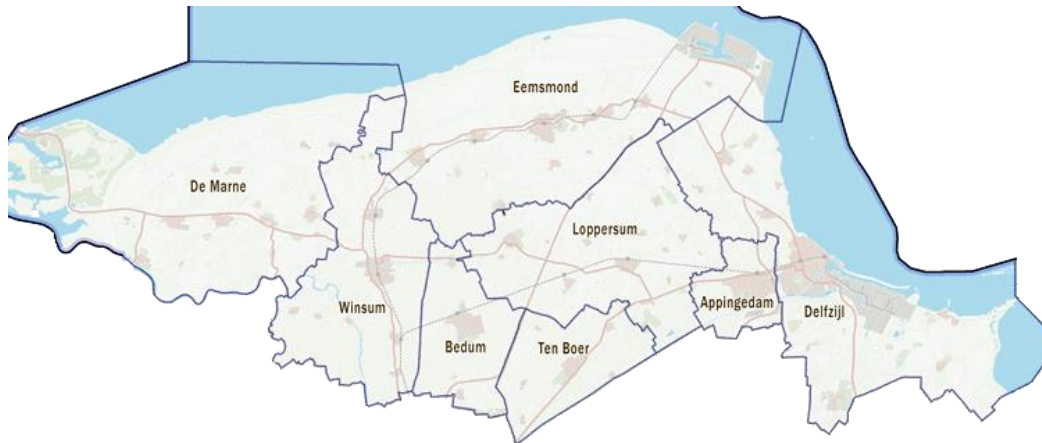 Eemsmond
De Marne
Loppersum
Winsum
Appingedam
Delfzijl
Bedum
Ten Boer